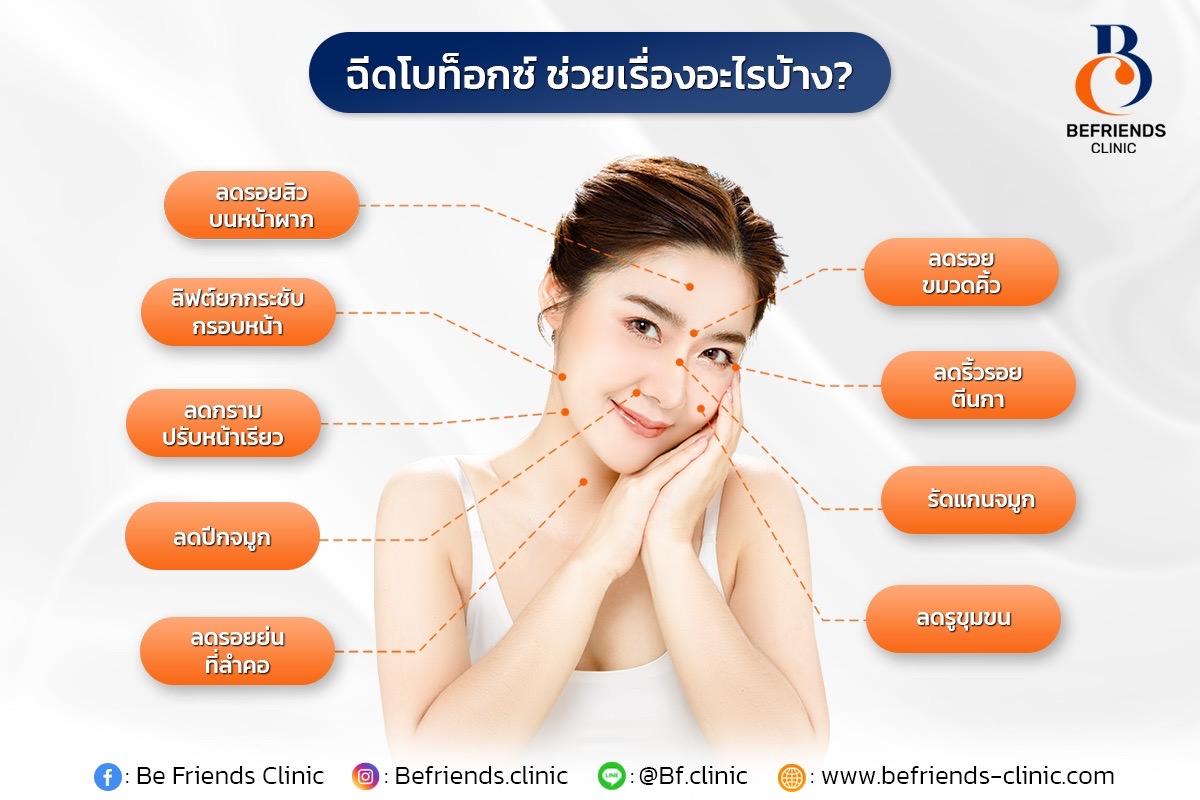 ฉีดโบท็อกซ์ ช่วยเรื่องอะไรบ้าง?
BEFRIENDS
CLINIC
ลดรอยสิว
บนหน้าผาก
ลิฟต์ยกกระชับ
กรอบหน้า
ลดกราม
ปรับหน้าเรียว
ลดปีกจมูก
ลดรอยย่น
ที่ลำคอ
ลดรอย
ขมวดคิ้ว
ลดริ้วรอย
ตีนกา
รัดแกนจมูก
ลดรูขุมขน
: Be Friends Clinic
: Befriends.clinic
LINE
: @Bf.clinic
: www.befriends-clinic.com